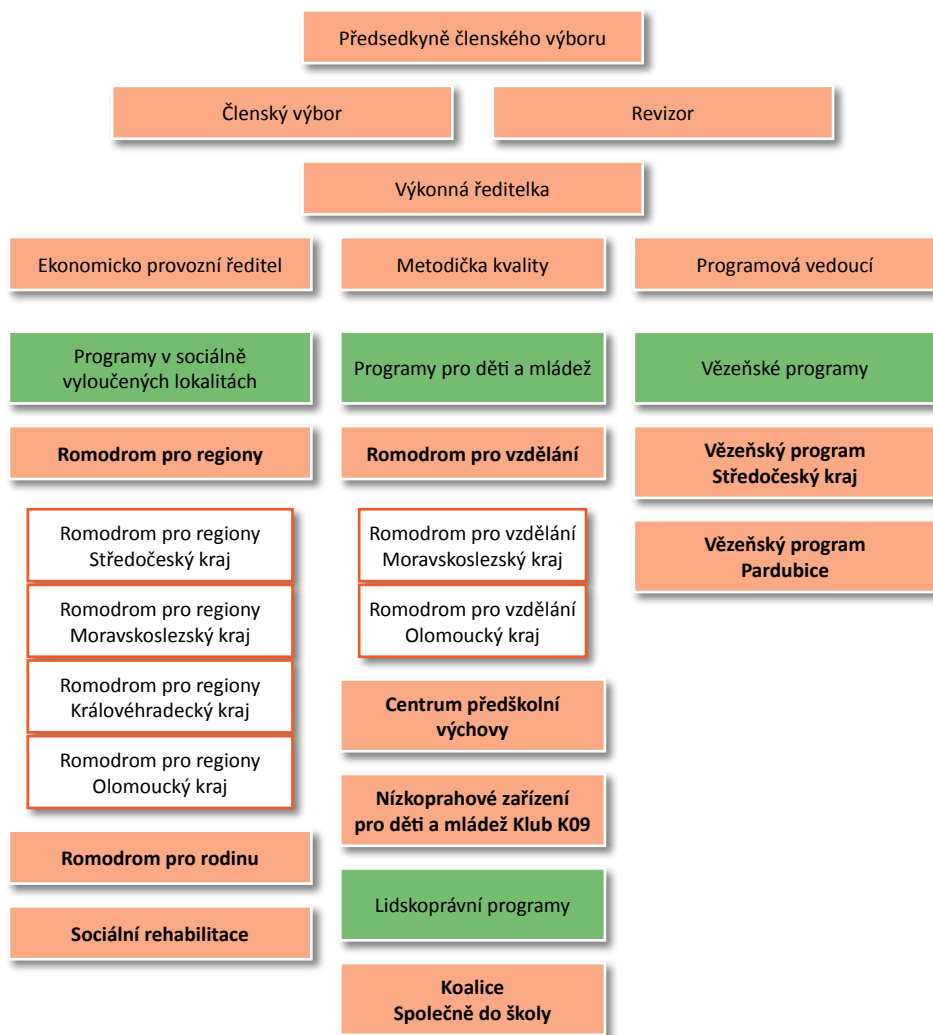 Předsedkyně členského výboru
Členský výbor
Revizor
Výkonná ředitelka
Ekonomicko provozní ředitel
Metodička kvality
Programová vedoucí
Programy v sociálně
vyloučených lokalitách
Programy pro děti a mládež
Vězeňské programy
Romodrom pro regiony
Romodrom pro regiony
Středočeský kraj
Romodrom pro regiony
Moravskoslezský kraj
Romodrom pro regiony
Královéhradecký kraj
Romodrom pro regiony
Olomoucký kraj
Romodrom pro rodinu
Sociální rehabilitace
Romodrom pro vzdělání
Romodrom pro vzdělání
Moravskoslezský kraj
Romodrom pro vzdělání
Olomoucký kraj
Centrum předškolní
výchovy
Nízkoprahové zařízení
pro děti a mládež Klub K09
Lidskoprávní programy
Koalice
Společně do školy
Vězeňský program
Středočeský kraj
Vězeňský program
Pardubice